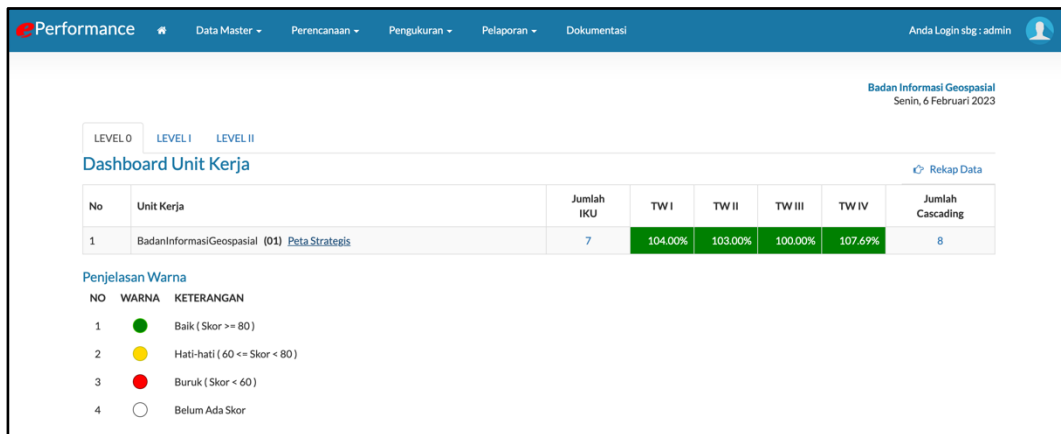 ePerformance Data Master Perencanaan Pengukuran Pelaporan Dokumentasi Anda Login sbg : admin
Badan Informasi Geospasial
Senin, 6 Februari 2023
LEVEL 0 LEVEL I LEVEL II
Dashboard Unit Kerja
Rekap Data
No Unit Kerja Jumlah IKU TW I TW II TW III TW IV Jumlah Cascading
1 BadanInformasiGeospasial (01) Peta Strategis 7 104.00% 103.00% 100.00% 107.69% 8
Penjelasan Warna
NO WARNA KETERANGAN
1 Baik ( Skor >= 80 )
2 Hati-hati ( 60 <= Skor < 80 )
3 Buruk ( Skor < 60 )
4 Belum Ada Skor